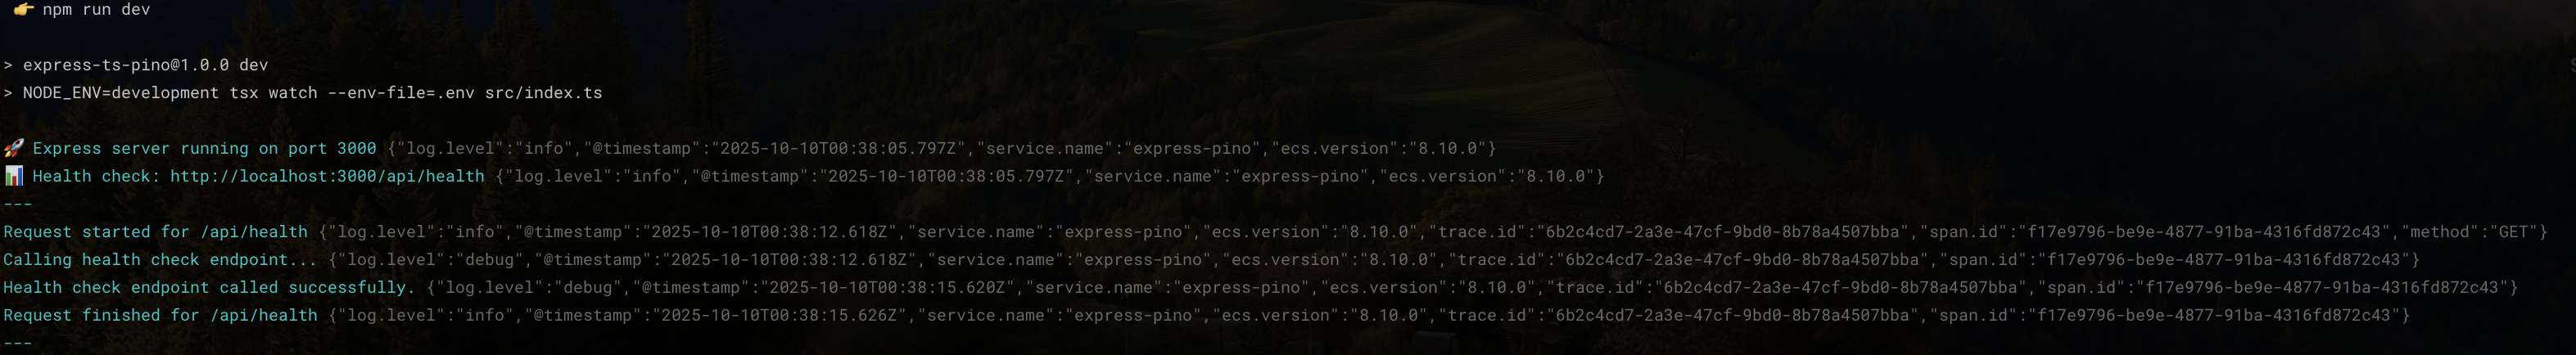 👉 npm run dev
> express-ts-pino@1.0.0 dev
> NODE_ENV=development tsx watch --env-file=.env src/index.ts
🚀 Express server running on port 3000 {"log.level":"info","@timestamp":"2025-10-10T00:38:05.797Z","service.name":"express-pino","ecs.version":"8.10.0"}
📊 Health check: http://localhost:3000/api/health {"log.level":"info","@timestamp":"2025-10-10T00:38:05.797Z","service.name":"express-pino","ecs.version":"8.10.0"}
---
Request started for /api/health {"log.level":"info","@timestamp":"2025-10-10T00:38:12.618Z","service.name":"express-pino","ecs.version":"8.10.0","trace.id":"6b2c4cd7-2a3e-47cf-9bd0-8b78a4507bba","span.id":"f17e9796-be9e-4877-91ba-4316fd872c43","method":"GET"}
Calling health check endpoint... {"log.level":"debug","@timestamp":"2025-10-10T00:38:12.618Z","service.name":"express-pino","ecs.version":"8.10.0","trace.id":"6b2c4cd7-2a3e-47cf-9bd0-8b78a4507bba","span.id":"f17e9796-be9e-4877-91ba-4316fd872c43"}
Health check endpoint called successfully. {"log.level":"debug","@timestamp":"2025-10-10T00:38:15.620Z","service.name":"express-pino","ecs.version":"8.10.0","trace.id":"6b2c4cd7-2a3e-47cf-9bd0-8b78a4507bba","span.id":"f17e9796-be9e-4877-91ba-4316fd872c43"}
Request finished for /api/health {"log.level":"info","@timestamp":"2025-10-10T00:38:15.626Z","service.name":"express-pino","ecs.version":"8.10.0","trace.id":"6b2c4cd7-2a3e-47cf-9bd0-8b78a4507bba","span.id":"f17e9796-be9e-4877-91ba-4316fd872c43"}
---